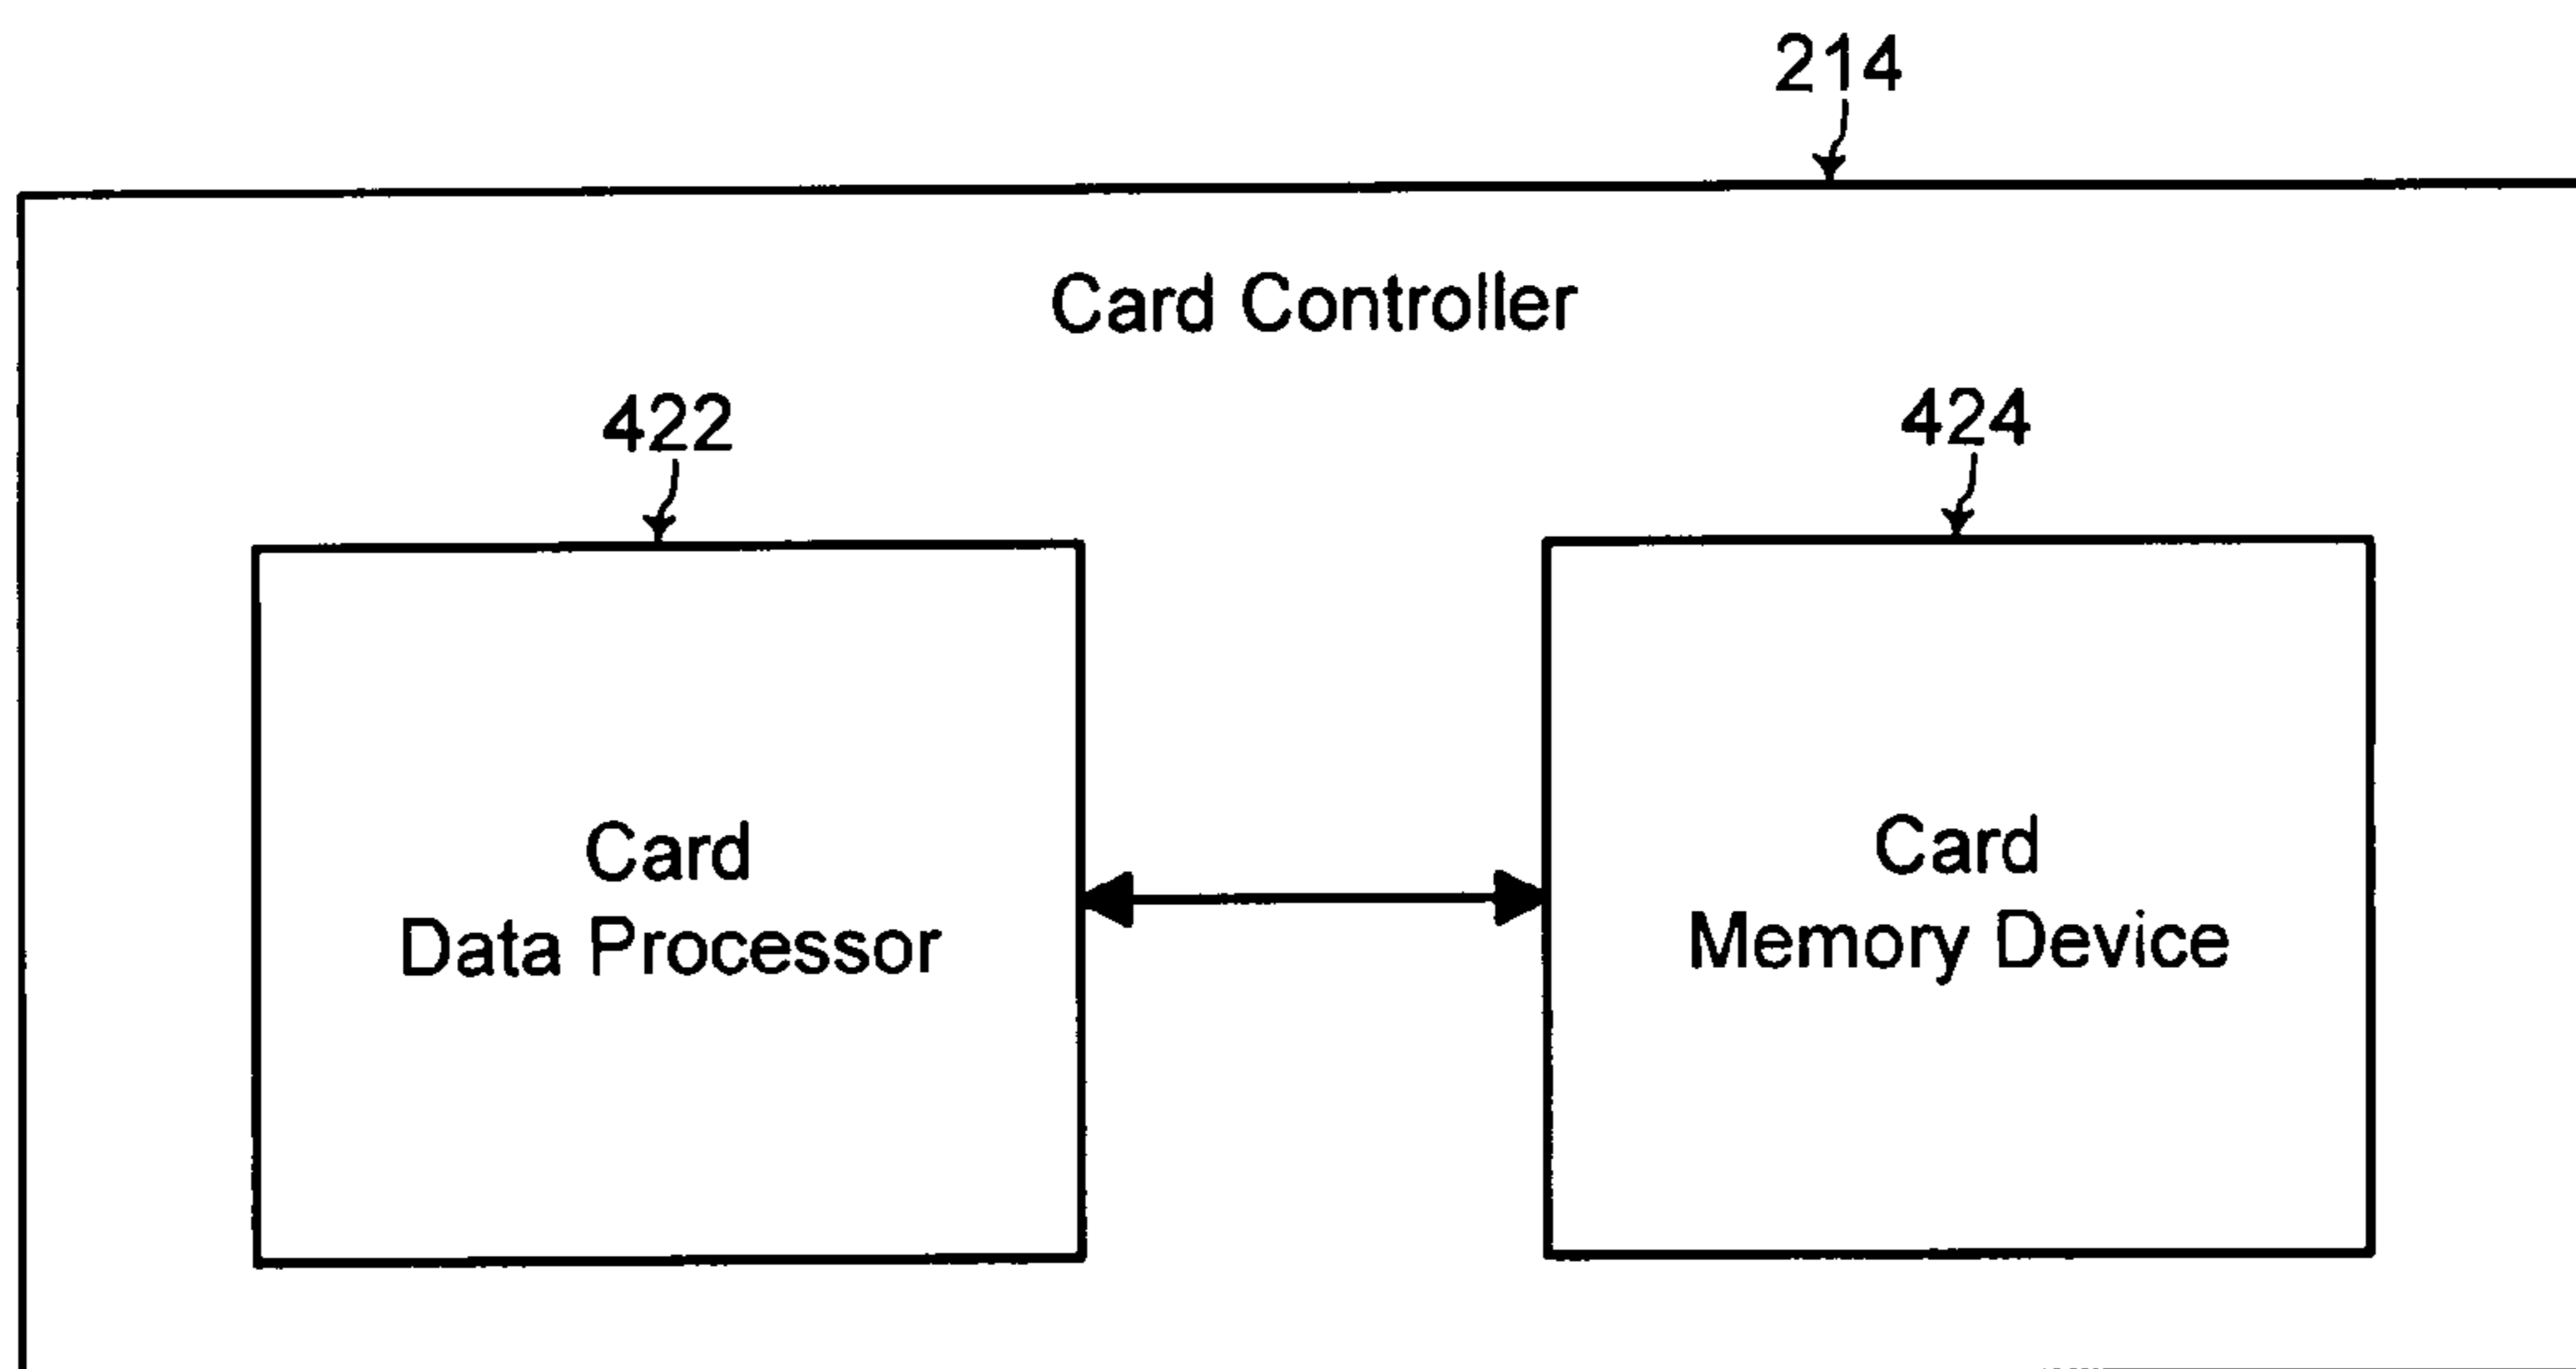 214
Card Controller
422
424
Card
Data Processor
Card
Memory Device